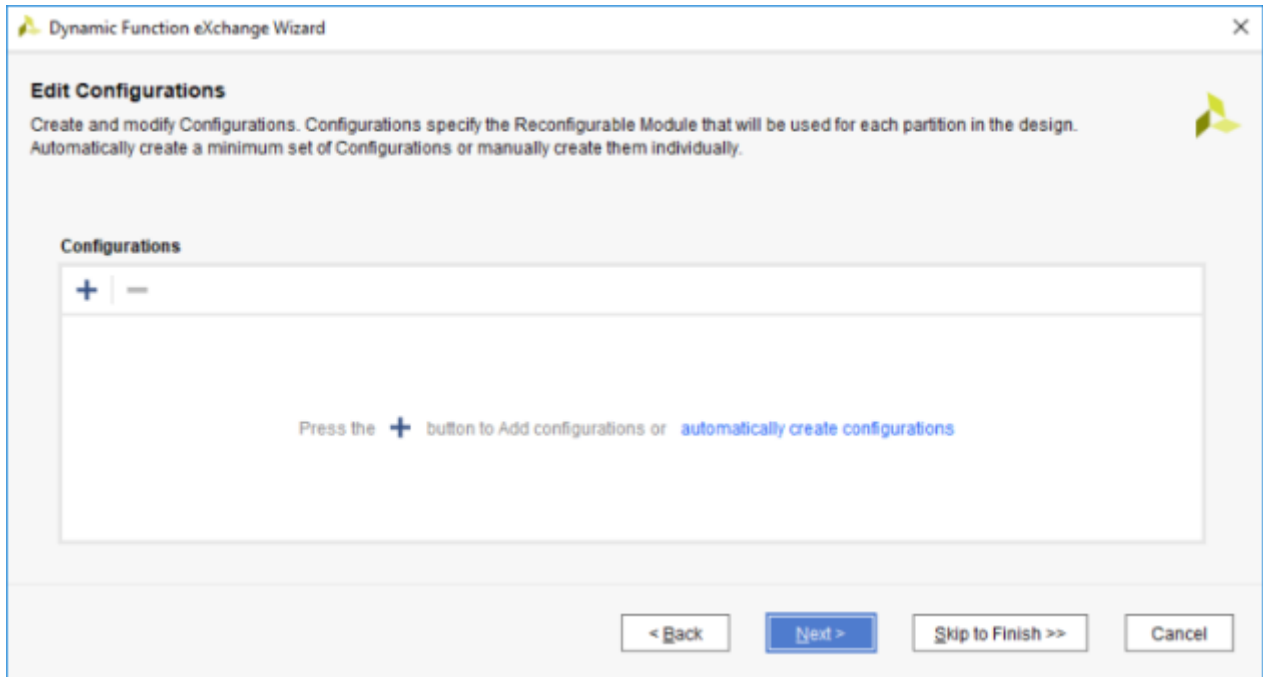 Dynamic Function eXchange Wizard
Edit Configurations
Create and modify Configurations. Configurations specify the Reconfigurable Module that will be used for each partition in the design.
Automatically create a minimum set of Configurations or manually create them individually.
Configurations
Press the + button to Add configurations or automatically create configurations
< Back Next > Skip to Finish >> Cancel